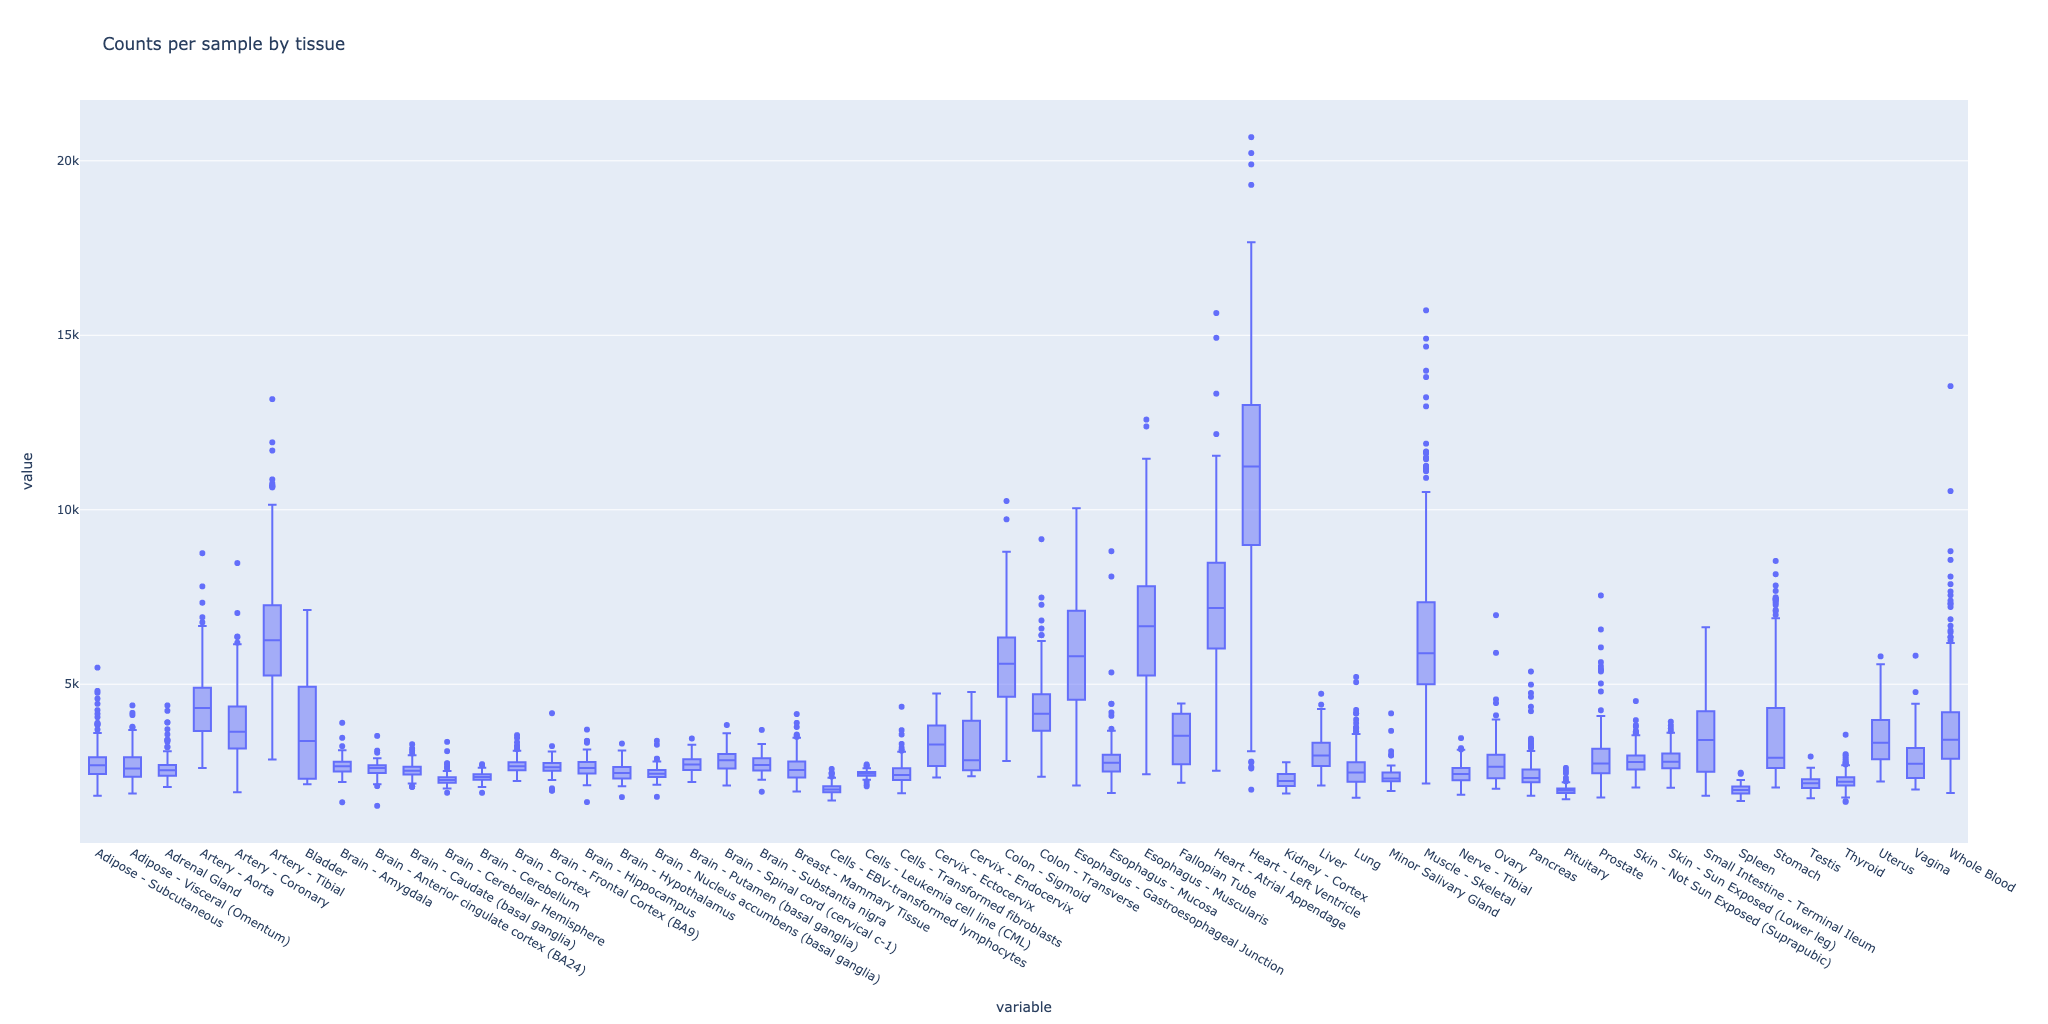 Counts per sample by tissue
20k
15k
10k
5k
value
Adipose - Subcutaneous
Adipose - Visceral (Omentum)
Adrenal Gland
Artery - Aorta
Artery - Coronary
Artery - Tibial
Bladder
Brain - Amygdala
Brain - Anterior cingulate cortex (BA24)
Brain - Caudate (basal ganglia)
Brain - Cerebellar Hemisphere
Brain - Cerebellum
Brain - Cortex
Brain - Frontal Cortex (BA9)
Brain - Hippocampus
Brain - Hypothalamus
Brain - Nucleus accumbens (basal ganglia)
Brain - Putamen (basal ganglia)
Brain - Spinal cord (cervical c-1)
Brain - Substantia nigra
Breast - Mammary Tissue
Cells - EBV-transformed lymphocytes
Cells - Leukemia cell line (CML)
Cells - Transformed fibroblasts
Cervix - Ectocervix
Cervix - Endocervix
Colon - Sigmoid
Colon - Transverse
Esophagus - Gastroesophageal Junction
Esophagus - Mucosa
Esophagus - Muscularis
Fallopian Tube
Heart - Atrial Appendage
Heart - Left Ventricle
Kidney - Cortex
Liver
Lung
Minor Salivary Gland
Muscle - Skeletal
Nerve - Tibial
Ovary
Pancreas
Pituitary
Prostate
Skin - Not Sun Exposed (Suprapubic)
Skin - Sun Exposed (Lower leg)
Small Intestine - Terminal Ileum
Spleen
Stomach
Testis
Thyroid
Uterus
Vagina
Whole Blood
variable